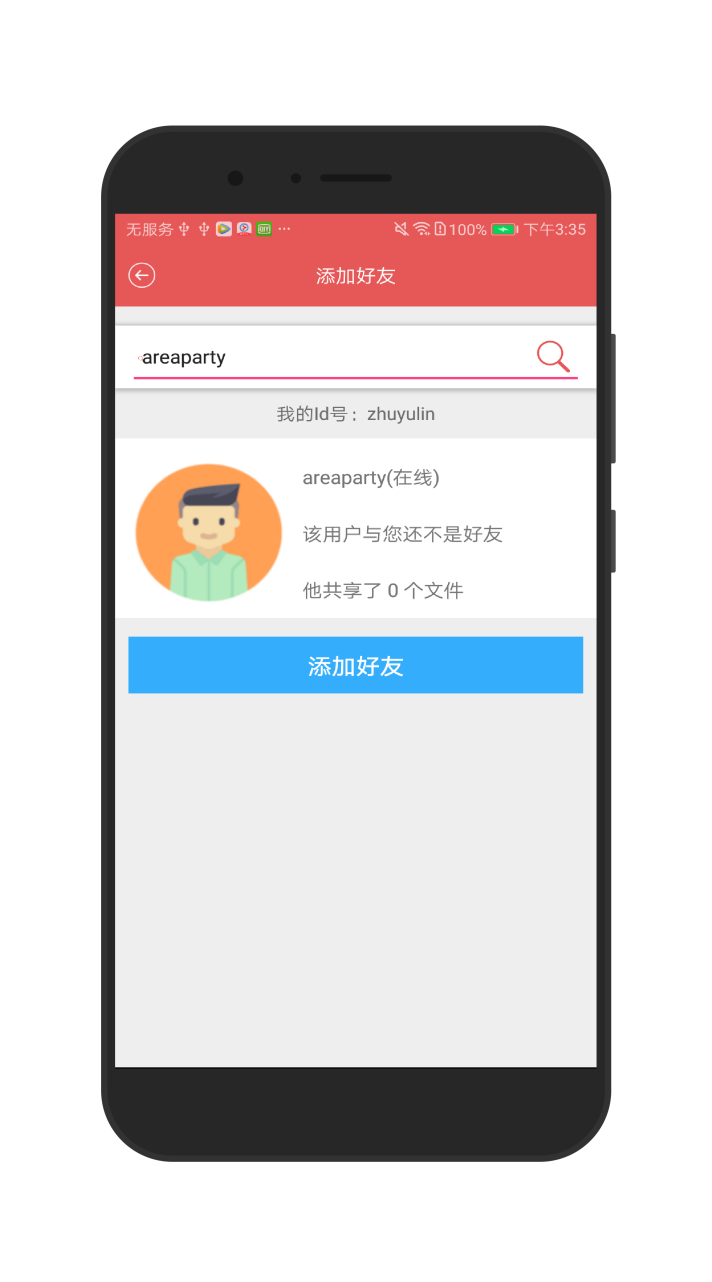 无服务 100% 下午3:35
添加好友
areaparty
我的Id号：zhuyulin
areaparty(在线)
该用户与您还不是好友
他共享了 0 个文件
添加好友